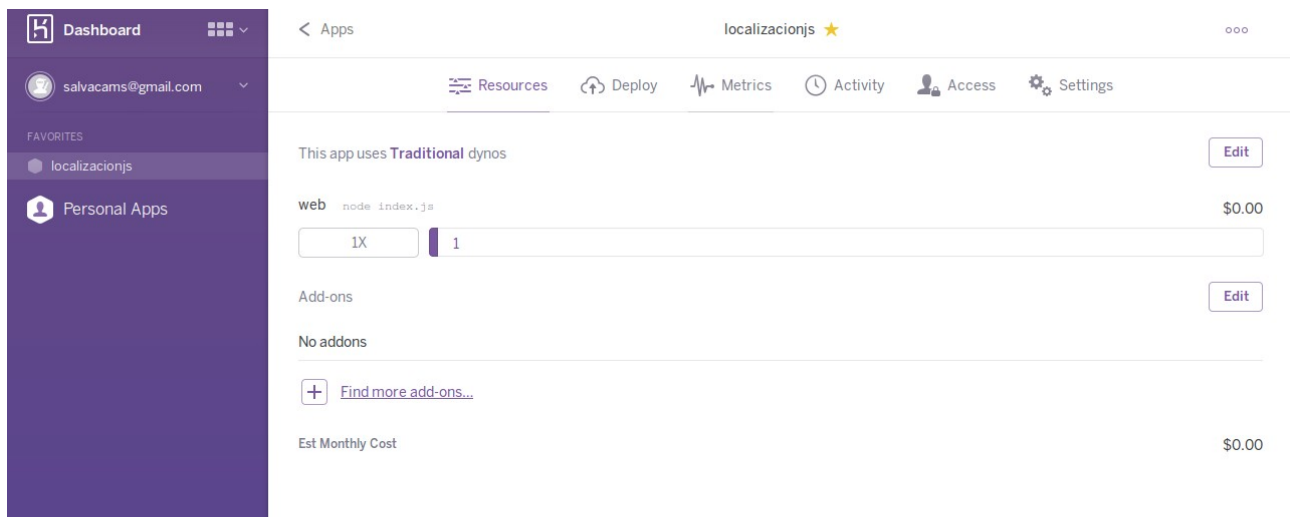 Dashboard
salvacams@gmail.com
FAVORITES
localizacionjs
Personal Apps
Apps
localizacionjs
Resources
Deploy
Metrics
Activity
Access
Settings
This app uses Traditional dynos
Edit
web node index.js
$0.00
1X
1
Add-ons
Edit
No addons
Find more add-ons...
Est Monthly Cost
$0.00